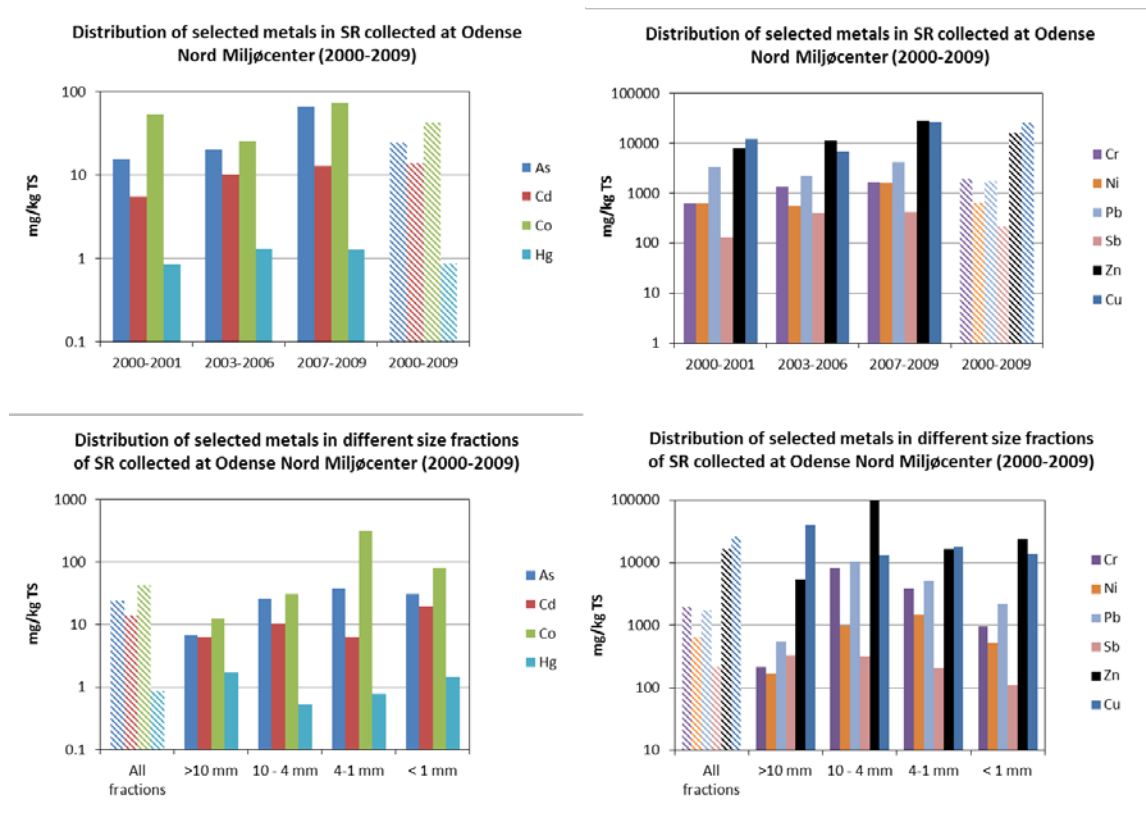 Distribution of selected metals in SR collected at Odense
Nord Miljøcenter (2000-2009)
mg/kg TS
100
10
1
0.1
2000-2001
2003-2006
2007-2009
2000-2009
As
Cd
Co
Hg
Distribution of selected metals in SR collected at Odense
Nord Miljøcenter (2000-2009)
mg/kg TS
100000
10000
1000
100
10
1
2000-2001
2003-2006
2007-2009
2000-2009
Cr
Ni
Pb
Sb
Zn
Cu
Distribution of selected metals in different size fractions
of SR collected at Odense Nord Miljøcenter (2000-2009)
mg/kg TS
1000
100
10
1
0.1
All
fractions
>10 mm
10 - 4 mm
4-1 mm
< 1 mm
As
Cd
Co
Hg
Distribution of selected metals in different size fractions
of SR collected at Odense Nord Miljøcenter (2000-2009)
mg/kg TS
100000
10000
1000
100
10
All
fractions
>10 mm
10 - 4 mm
4-1 mm
< 1 mm
Cr
Ni
Pb
Sb
Zn
Cu